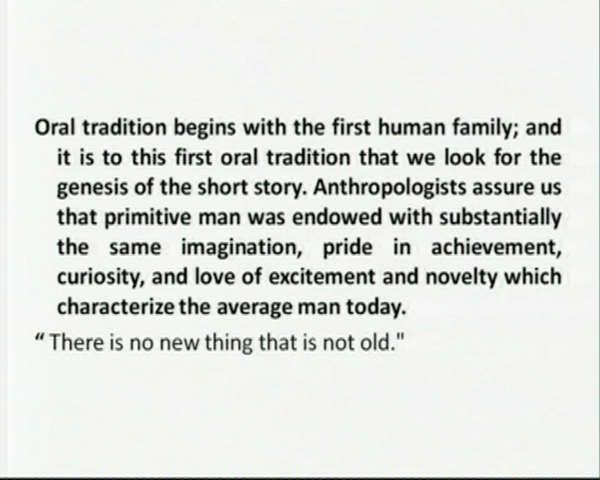 Oral tradition begins with the first human family; and
it is to this first oral tradition that we look for the
genesis of the short story. Anthropologists assure us
that primitive man was endowed with substantially
the same imagination, pride in achievement,
curiosity, and love of excitement and novelty which
characterize the average man today.
“ There is no new thing that is not old."